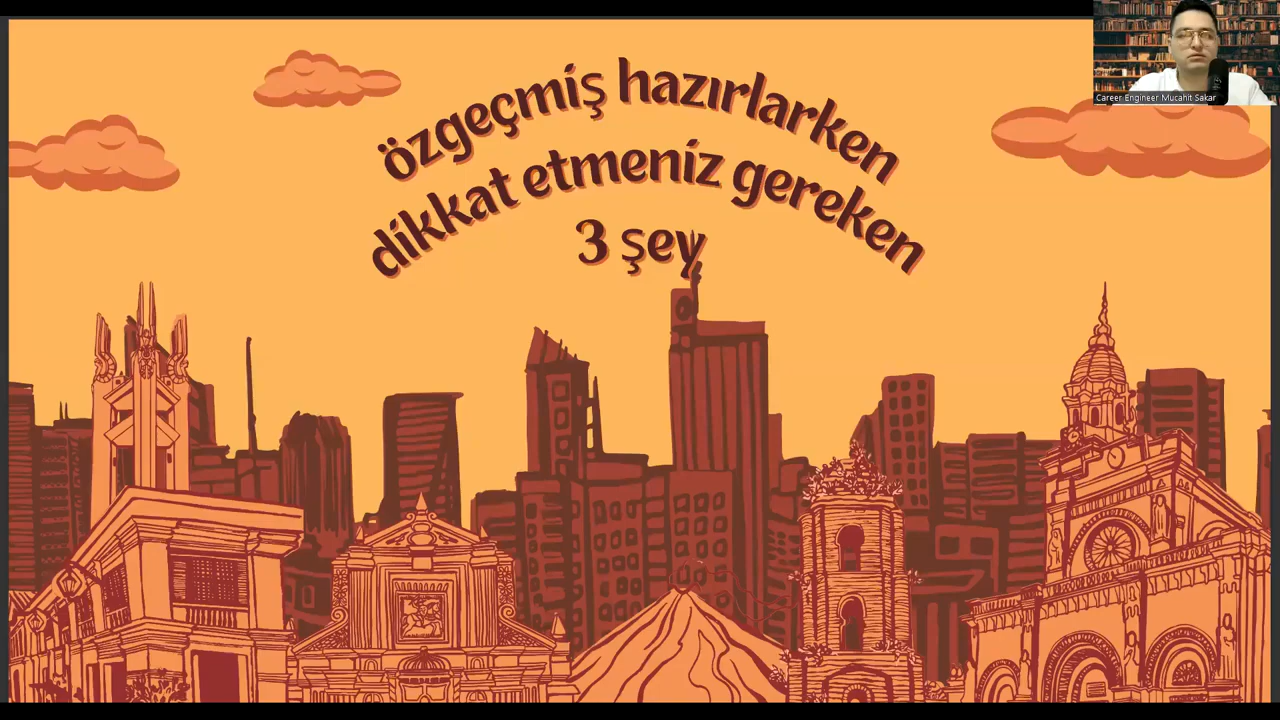 özgeçmiş hazırlarken
dikkat etmeniz gereken
3 şey
Career Engineer Mucahit Sakar